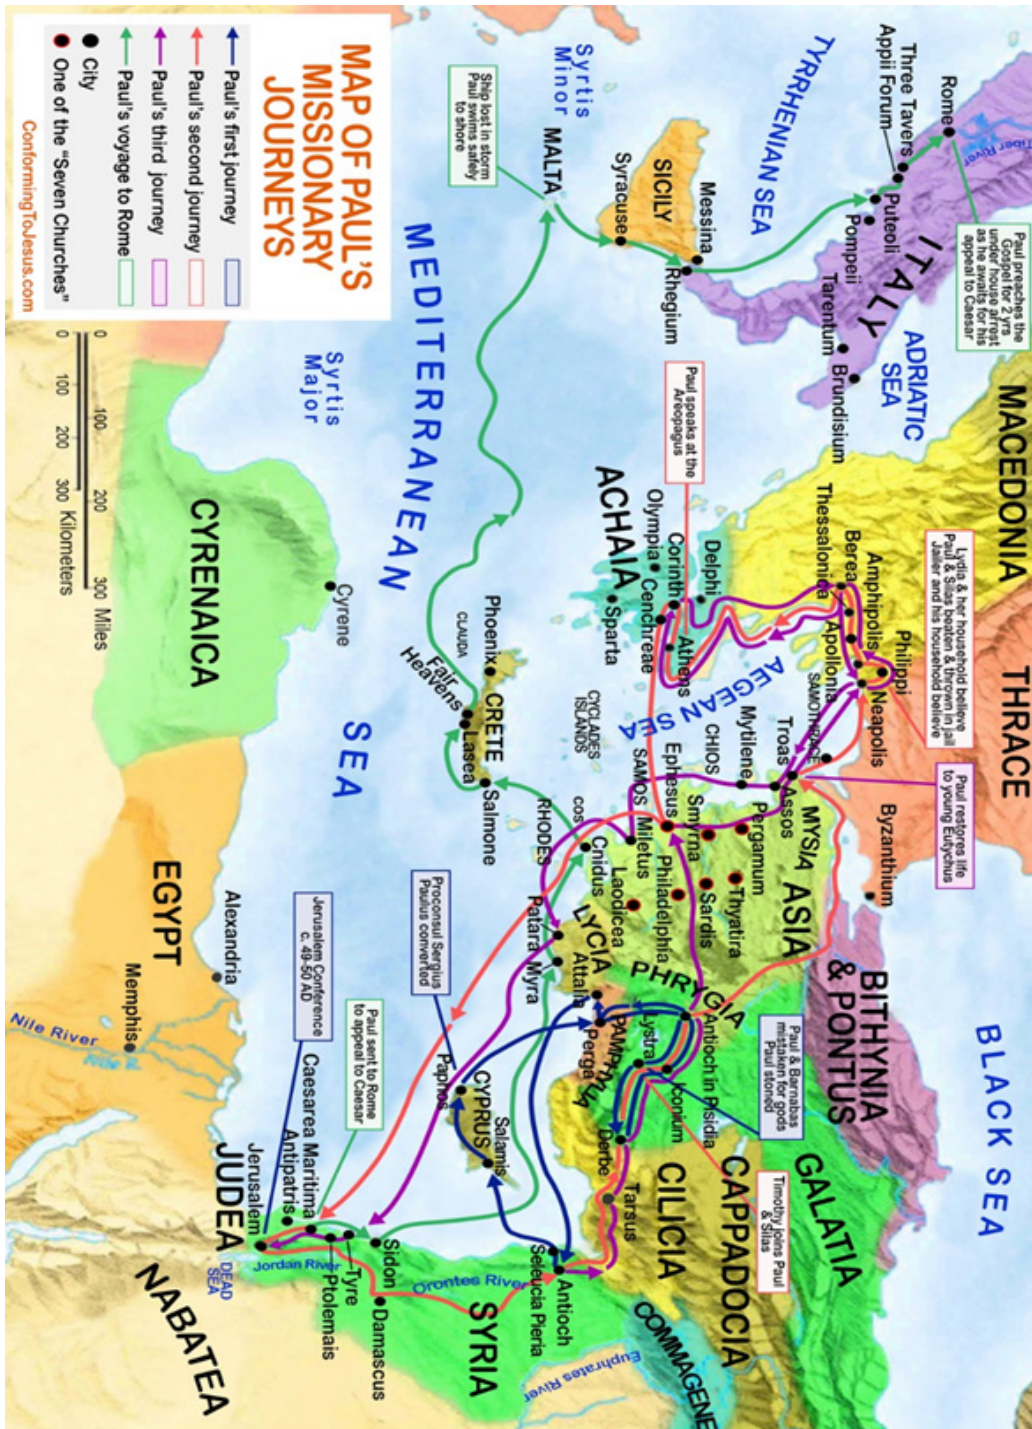 MAP OF PAUL'S
MISSIONARY
JOURNEYS
Paul's first journey
Paul's second journey
Paul's third journey
Paul's voyage to Rome
City
One of the "Seven Churches"
ConformingToJesus.com
0 100 200 300 Miles
0 100 200 300 Kilometers
Rome
Three Tavers
Appii Forum
Tiber River
Puteoli
Pompeii
ITALY
Tarentum
Brundisium
TYRRHENIAN SEA
ADRIATIC
SEA
Paul preaches the
Gospel for 2 yrs
under house arrest
as he awaits for his
appeal to Caesar
SICILY
Messina
Syracuse
Rhegium
MALTA
Syrtis
Minor
Ship lost in storm
Paul swims safely
to shore
MEDITERRANEAN
SEA
Syrtis
Major
CYRENAICA
Cyrene
MACEDONIA
THRACE
Thessalonica
Berea
Amphipolis
Apollonia
Philippi
Neapolis
SAMOTHRACE
Lydia & her household believe
Paul & Silas beaten & thrown in jail
Jailer and his household believe
Paul speaks at the
Areopagus
ACHAIA
Delphi
Olympia
Corinth
Cenchreae
Athens
Sparta
AEGEAN SEA
CYCLADES
ISLANDS
Paul restores life
to young Eutychus
Byzanthium
BLACK SEA
BITHYNIA
& PONTUS
MYSIA
ASIA
Troas
Assos
Mytilene
CHIOS
Pergamum
Smyrna
Thyatira
Sardis
Ephesus
SAMOS
Philadelphia
Miletus
Laodicea
COS
Cnidus
RHODES
CRETE
Phoenix
CLAUDA
Fair
Heavens
Lasea
Salmone
LYCIA
Patara
Myra
Attalia
PHRYGIA
PAMPHYLIA
Perga
Antioch in Pisidia
Lystra
Iconium
Derbe
Paul & Barnabas
mistaken for gods
Paul stoned
Timothy joins Paul
& Silas
GALATIA
CAPPADOCIA
CILICIA
Tarsus
COMMAGENE
Euphrates River
Antioch
Seleucia Pieria
Orontes River
SYRIA
CYPRUS
Salamis
Paphos
Proconsul Sergius
Paulus converted
Damascus
Sidon
Tyre
Ptolemais
Caesarea Maritima
Antipatris
Jordan River
Jerusalem
JUDEA
DEAD
SEA
NABATEA
Paul sent to Rome
to appeal to Caesar
Jerusalem Conference
c. 49-50 AD
EGYPT
Alexandria
Memphis
Nile River